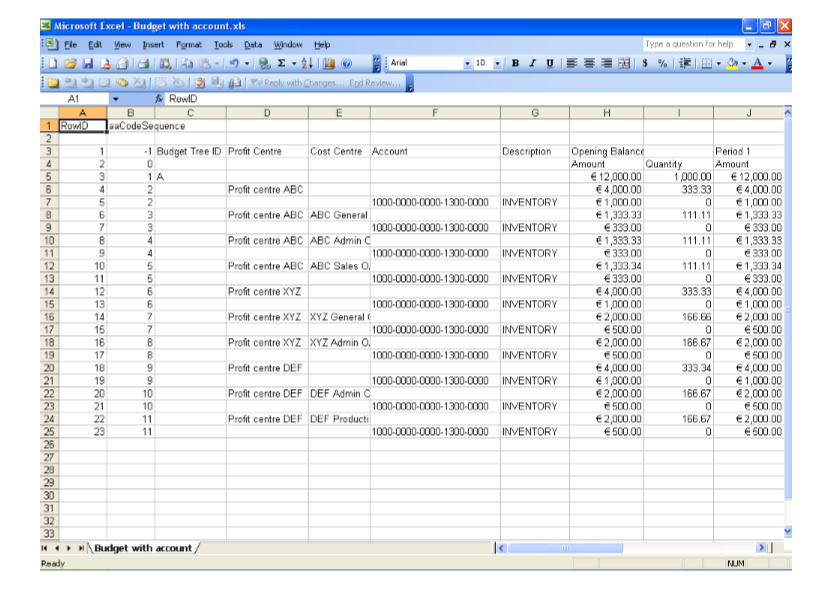 Microsoft Excel - Budget with account.xls
File Edit View Insert Format Tools Data Window Help Type a question for help
Arial 10 B I U $ %
Reply with Changes... End Review...
A1 fx RowID
A B C D E F G H I J
1 RowID aaCodeSequence
2
3 1 -1 Budget Tree ID Profit Centre Cost Centre Account Description Opening Balance Period 1
4 2 0 Amount Quantity Amount
5 3 1 A € 12,000.00 1,000.00 € 12,000.00
6 4 2 Profit centre ABC € 4,000.00 333.33 € 4,000.00
7 5 2 1000-0000-0000-1300-0000 INVENTORY € 1,000.00 0 € 1,000.00
8 6 3 Profit centre ABC ABC General € 1,333.33 111.11 € 1,333.33
9 7 3 1000-0000-0000-1300-0000 INVENTORY € 333.00 0 € 333.00
10 8 4 Profit centre ABC ABC Admin C € 1,333.33 111.11 € 1,333.33
11 9 4 1000-0000-0000-1300-0000 INVENTORY € 333.00 0 € 333.00
12 10 5 Profit centre ABC ABC Sales O € 1,333.34 111.11 € 1,333.34
13 11 5 1000-0000-0000-1300-0000 INVENTORY € 333.00 0 € 333.00
14 12 6 Profit centre XYZ € 4,000.00 333.33 € 4,000.00
15 13 6 1000-0000-0000-1300-0000 INVENTORY € 1,000.00 0 € 1,000.00
16 14 7 Profit centre XYZ XYZ General € 2,000.00 166.66 € 2,000.00
17 15 7 1000-0000-0000-1300-0000 INVENTORY € 500.00 0 € 500.00
18 16 8 Profit centre XYZ XYZ Admin O € 2,000.00 166.67 € 2,000.00
19 17 8 1000-0000-0000-1300-0000 INVENTORY € 500.00 0 € 500.00
20 18 9 Profit centre DEF € 4,000.00 333.34 € 4,000.00
21 19 9 1000-0000-0000-1300-0000 INVENTORY € 1,000.00 0 € 1,000.00
22 20 10 Profit centre DEF DEF Admin C € 2,000.00 166.67 € 2,000.00
23 21 10 1000-0000-0000-1300-0000 INVENTORY € 500.00 0 € 500.00
24 22 11 Profit centre DEF DEF Producti € 2,000.00 166.67 € 2,000.00
25 23 11 1000-0000-0000-1300-0000 INVENTORY € 500.00 0 € 500.00
26
27
28
29
30
31
32
33
Budget with account
Ready NUM